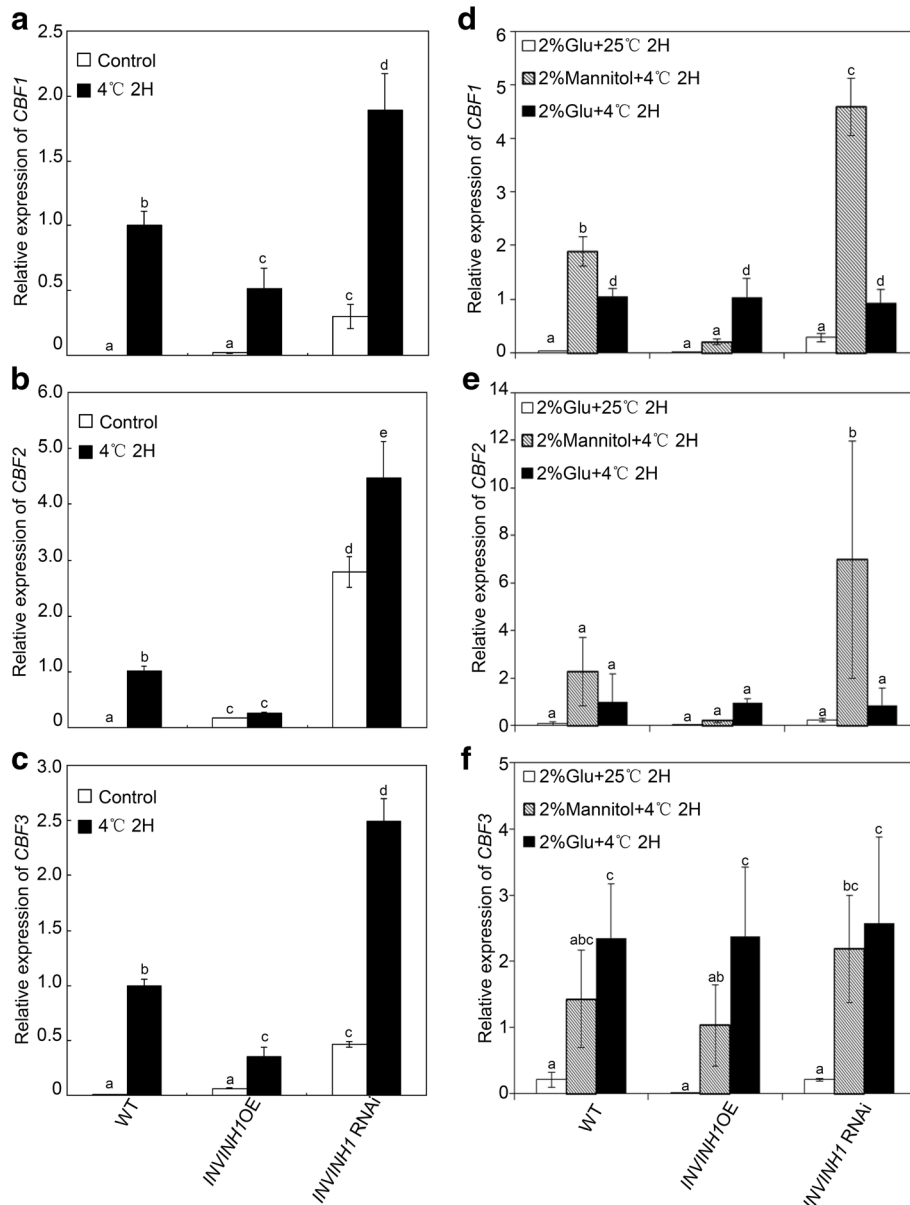 a
Relative expression of CBF1
2.5
2.0
1.5
1.0
0.5
0
Control
4℃ 2H
a
b
a
c
c
d
b
Relative expression of CBF2
6.0
5.0
4.0
3.0
2.0
1.0
0
Control
4℃ 2H
a
b
c
c
d
e
c
Relative expression of CBF3
3.0
2.5
2.0
1.5
1.0
0.5
0
Control
4℃ 2H
a
b
a
c
c
d
WT
INVINH1OE
INVINH1 RNAi
d
Relative expression of CBF1
6
5
4
3
2
1
0
2%Glu+25℃ 2H
2%Mannitol+4℃ 2H
2%Glu+4℃ 2H
a
b
d
a
a
d
a
c
d
e
Relative expression of CBF2
14
12
10
8
6
4
2
0
2%Glu+25℃ 2H
2%Mannitol+4℃ 2H
2%Glu+4℃ 2H
a
a
a
a
a
a
a
b
a
f
Relative expression of CBF3
5
4
3
2
1
0
2%Glu+25℃ 2H
2%Mannitol+4℃ 2H
2%Glu+4℃ 2H
a
abc
c
a
ab
c
a
bc
c
WT
INVINH1OE
INVINH1 RNAi